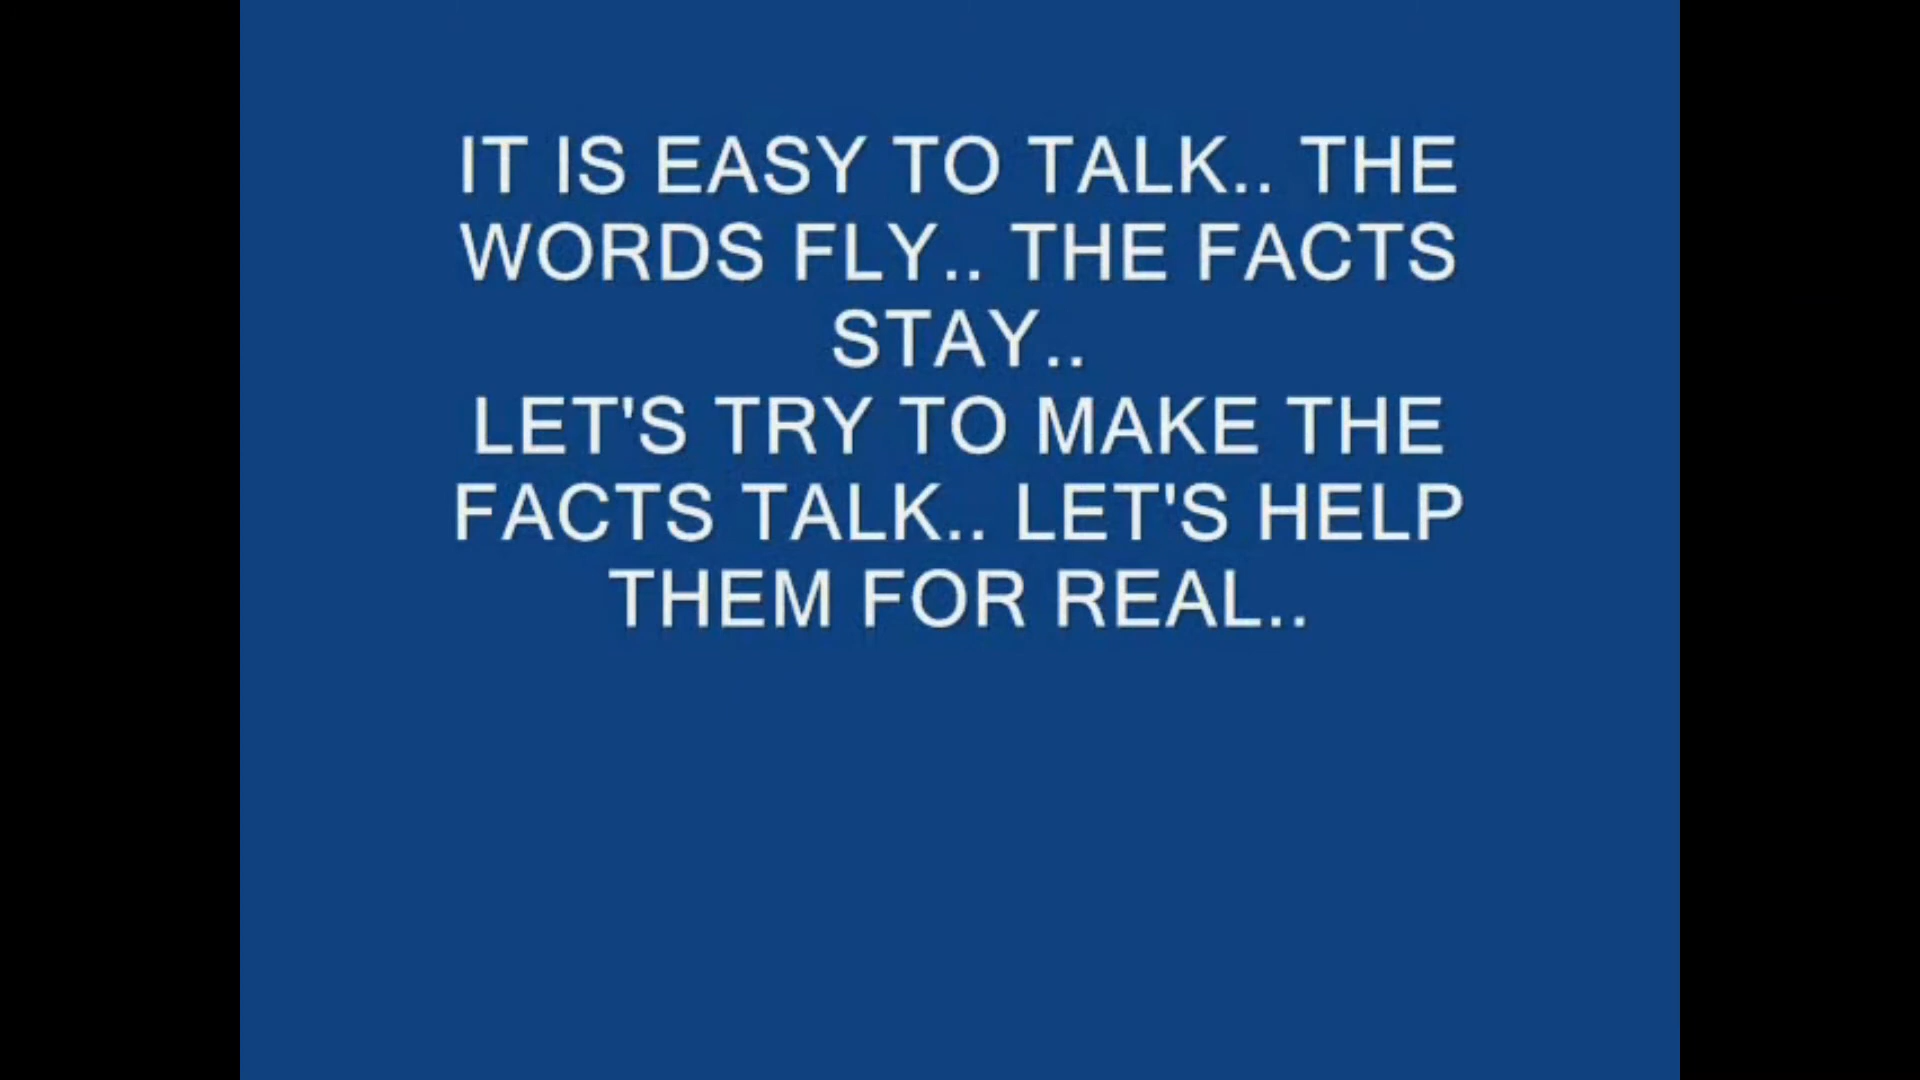 IT IS EASY TO TALK.. THE
WORDS FLY.. THE FACTS
STAY..
LET'S TRY TO MAKE THE
FACTS TALK.. LET'S HELP
THEM FOR REAL..